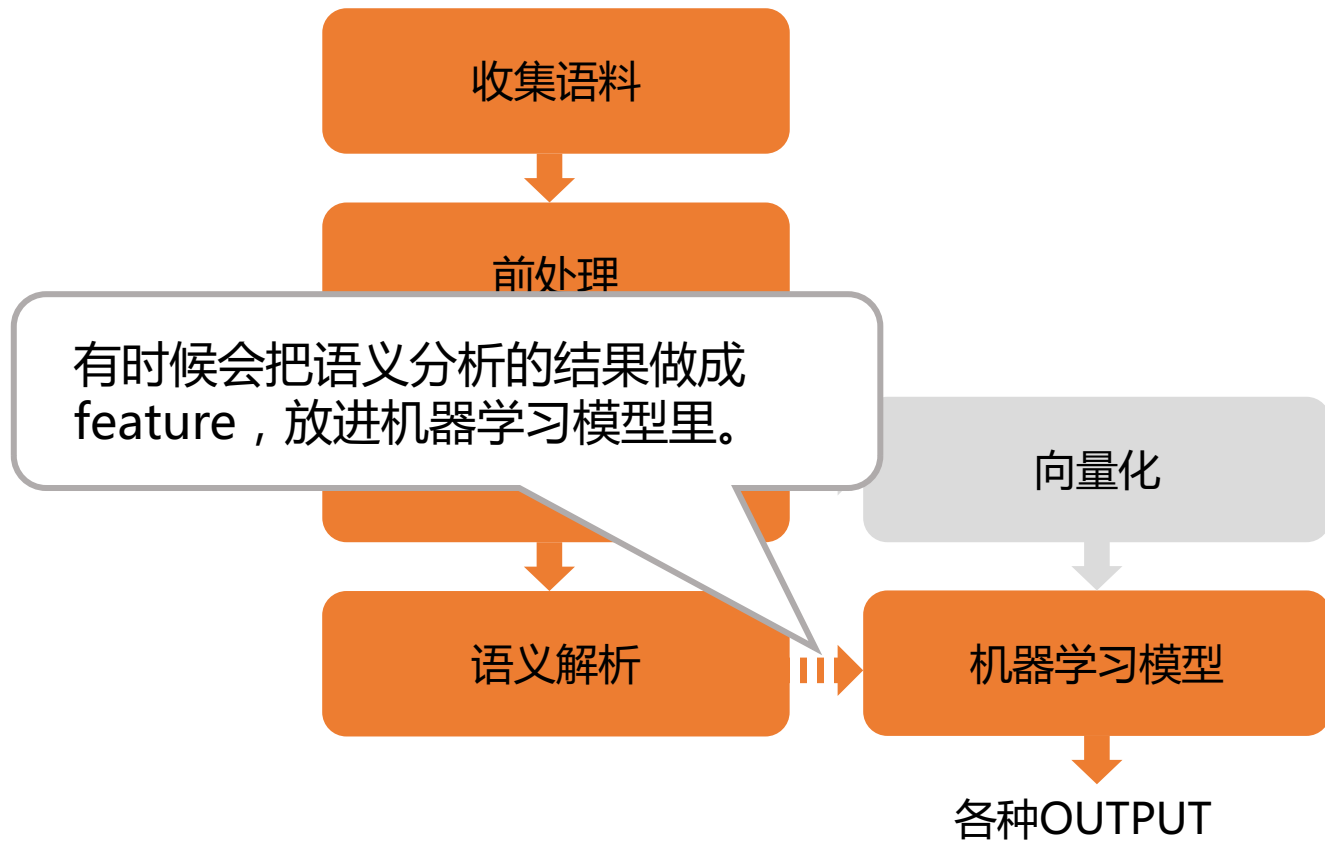 收集语料
前处理
有时候会把语义分析的结果做成
feature，放进机器学习模型里。
向量化
语义解析
机器学习模型
各种OUTPUT